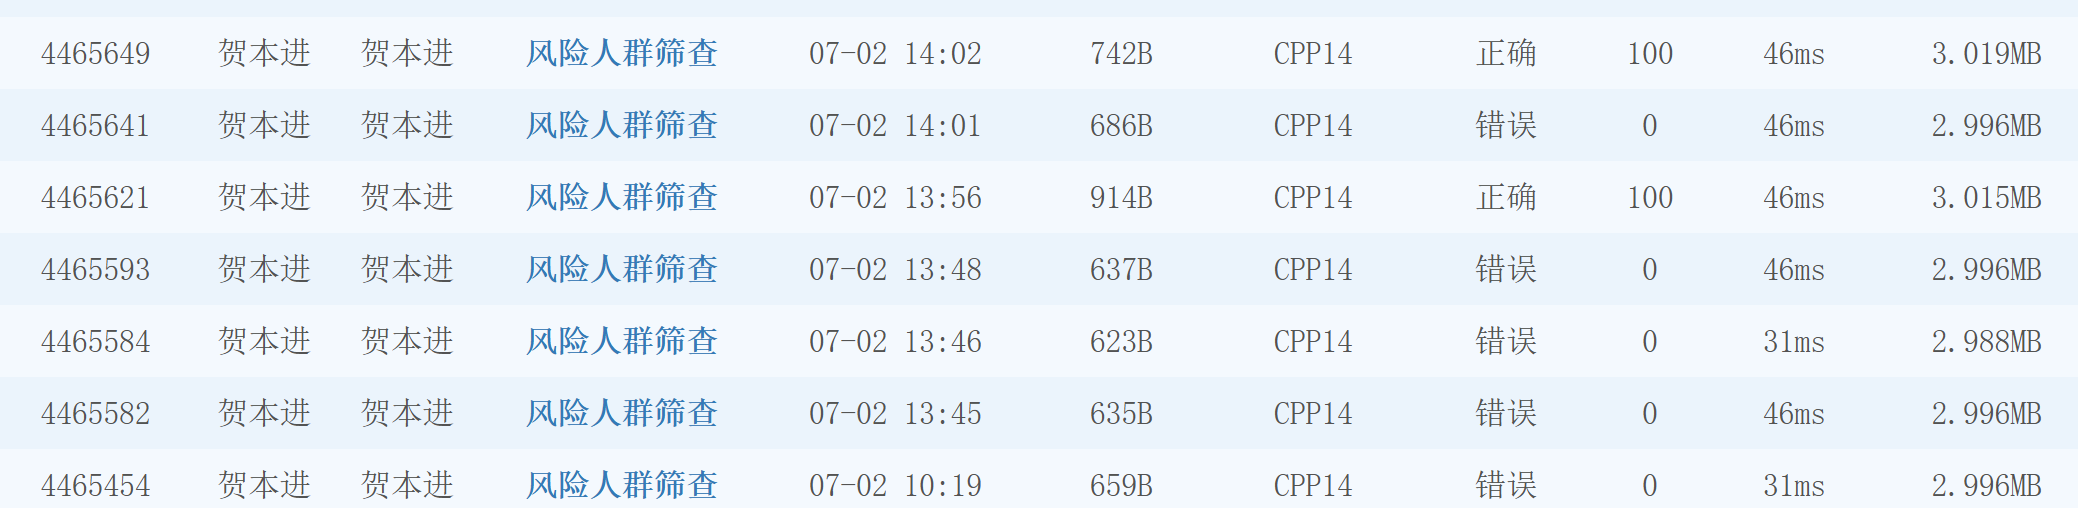 4465649 贺本进 贺本进 风险人群筛查 07-02 14:02 742B CPP14 正确 100 46ms 3.019MB
4465641 贺本进 贺本进 风险人群筛查 07-02 14:01 686B CPP14 错误 0 46ms 2.996MB
4465621 贺本进 贺本进 风险人群筛查 07-02 13:56 914B CPP14 正确 100 46ms 3.015MB
4465593 贺本进 贺本进 风险人群筛查 07-02 13:48 637B CPP14 错误 0 46ms 2.996MB
4465584 贺本进 贺本进 风险人群筛查 07-02 13:46 623B CPP14 错误 0 31ms 2.988MB
4465582 贺本进 贺本进 风险人群筛查 07-02 13:45 635B CPP14 错误 0 46ms 2.996MB
4465454 贺本进 贺本进 风险人群筛查 07-02 10:19 659B CPP14 错误 0 31ms 2.996MB